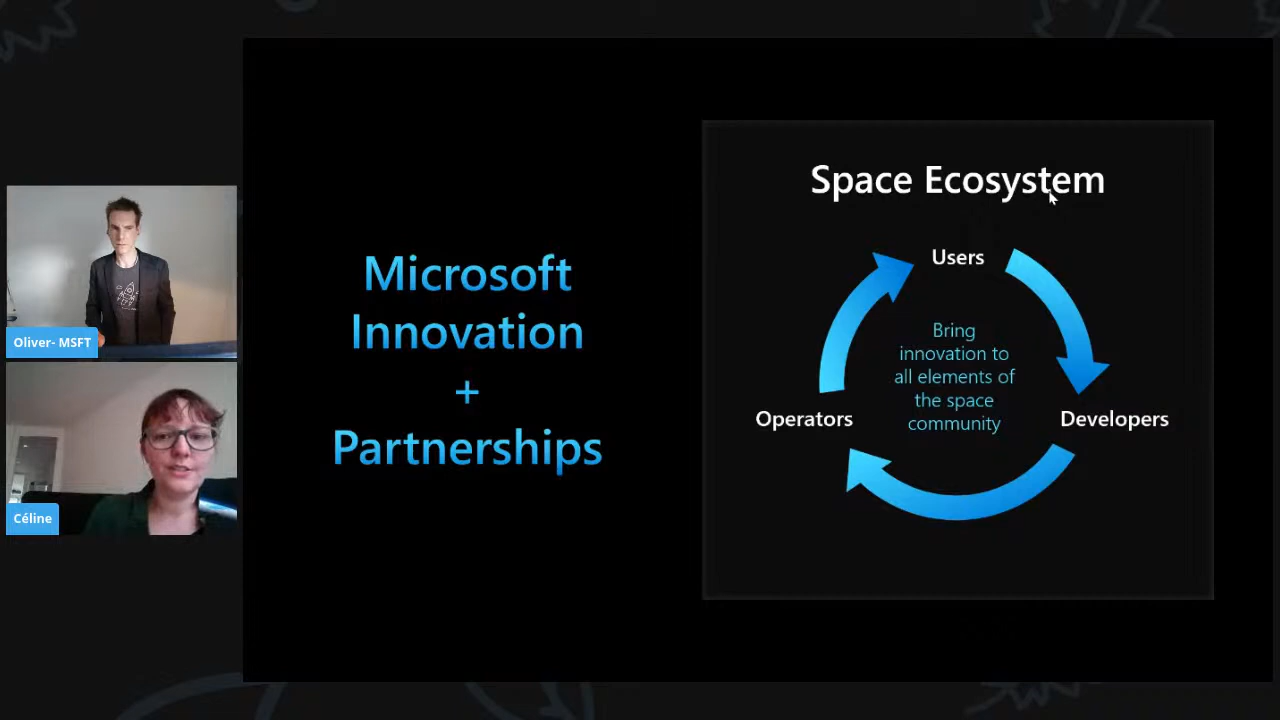 Oliver- MSFT
Céline
Microsoft
Innovation
+
Partnerships
Space Ecosystem
Users
Bring
innovation to
all elements of
the space
community
Operators
Developers